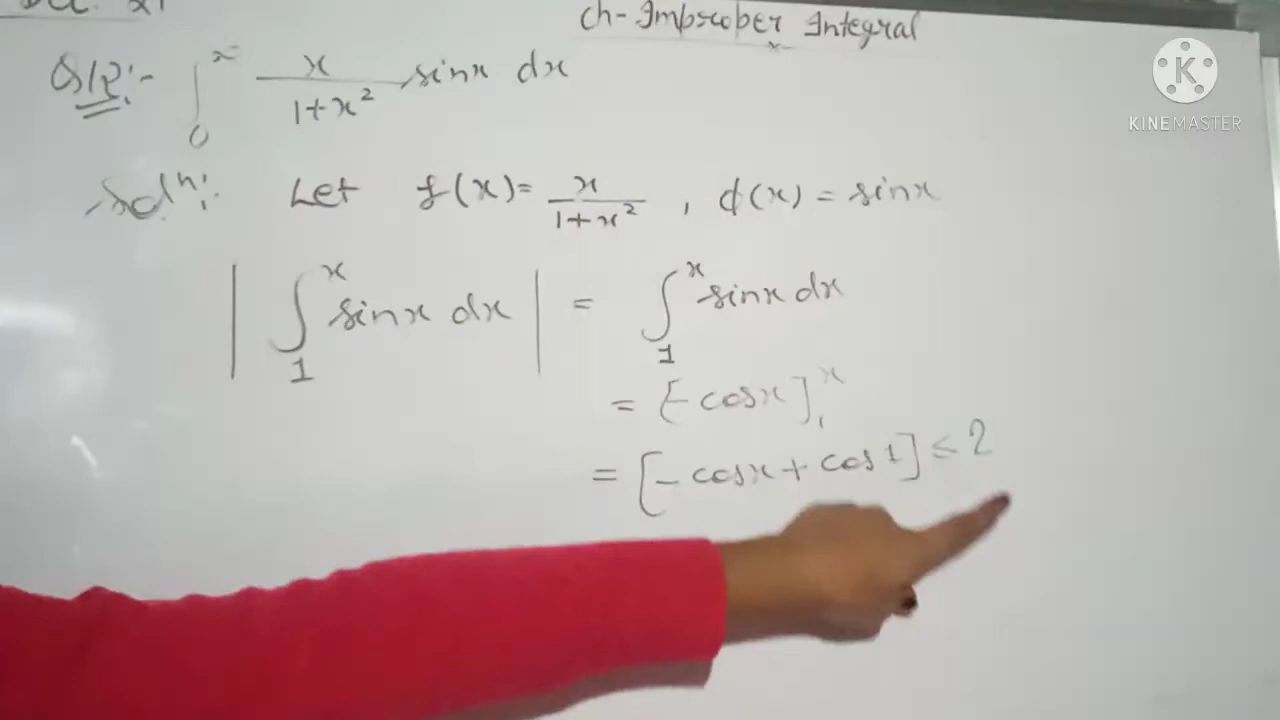 Ch- Improper Integral
Q12:- ∫₀^∞ x/(1+x²) sinx dx
Solⁿ: Let f(x)= x/(1+x²) , ϕ(x) = sinx
| ∫₁^x sinx dx | = ∫₁^x sinx dx
= [- cosx]₁^x
= [- cosx + cos1] ≤ 2
KINEMASTER